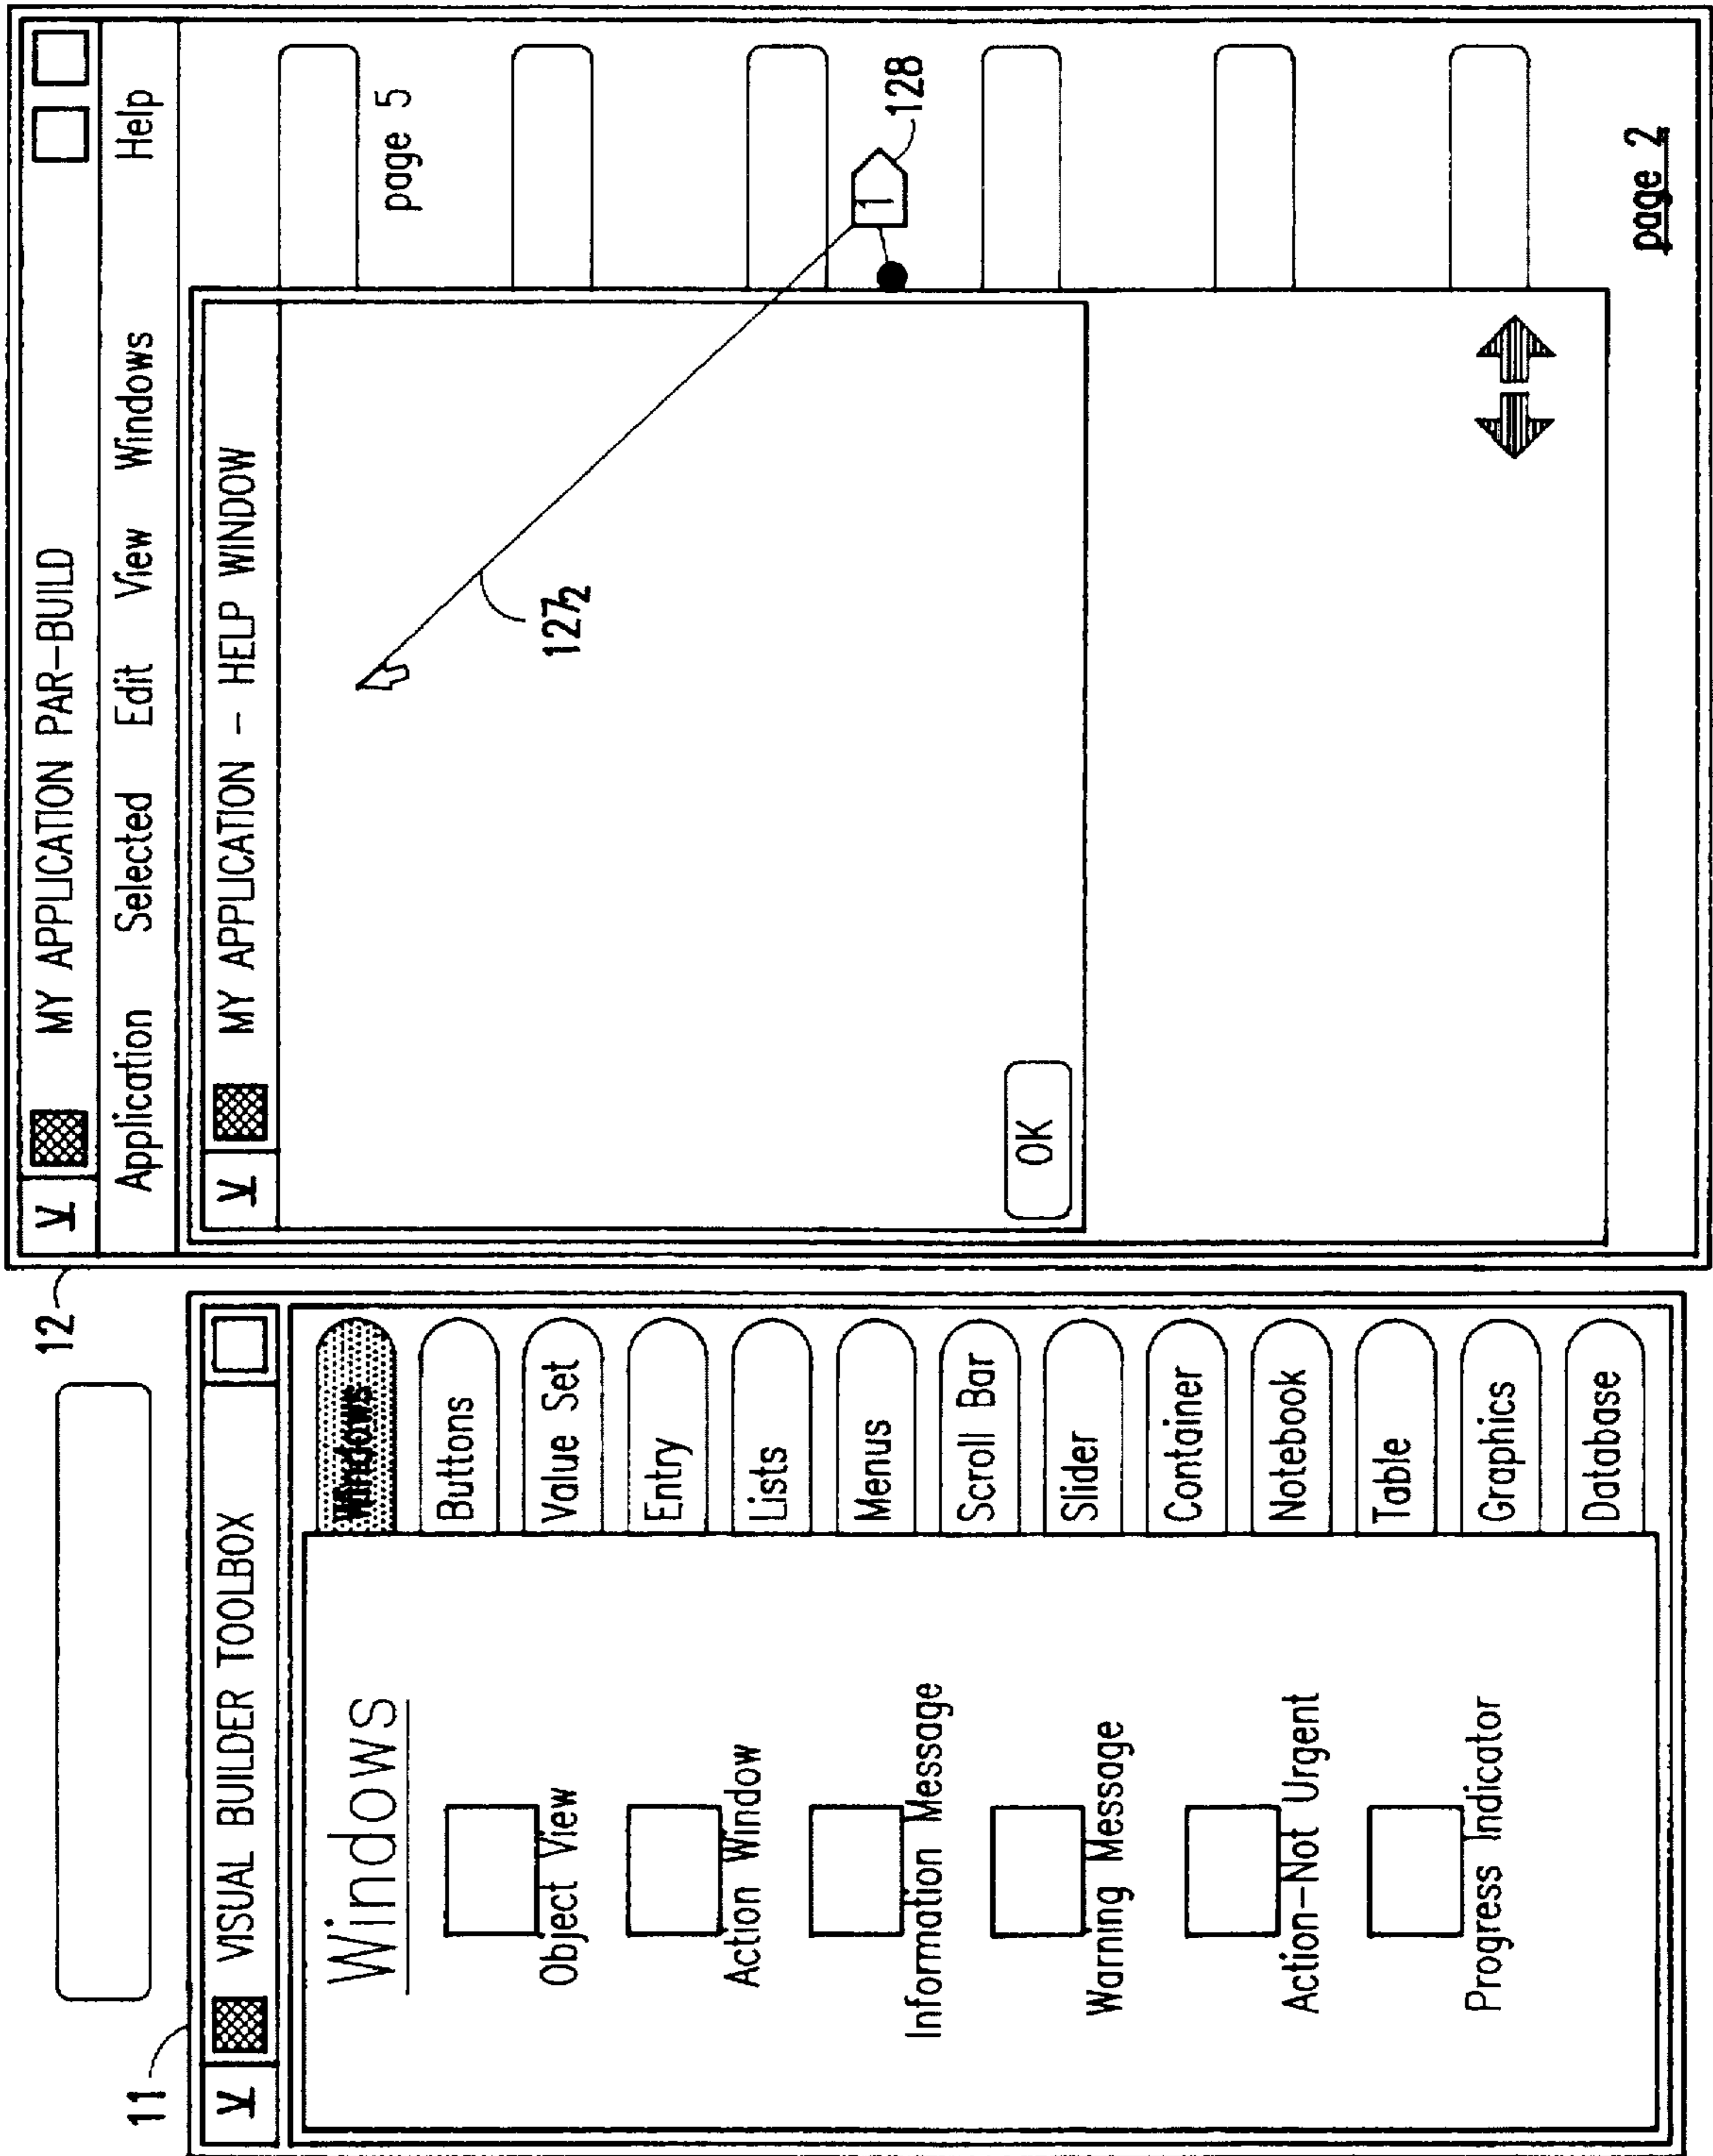 11
V VISUAL BUILDER TOOLBOX
Windows
Object View
Action Window
Information Message
Warning Message
Action-Not Urgent
Progress Indicator
Windows
Buttons
Value Set
Entry
Lists
Menus
Scroll Bar
Slider
Container
Notebook
Table
Graphics
Database
12
V MY APPLICATION PAR-BUILD
Application Selected Edit View Windows Help
V MY APPLICATION - HELP WINDOW
page 5
127₂
1
128
OK
page 2